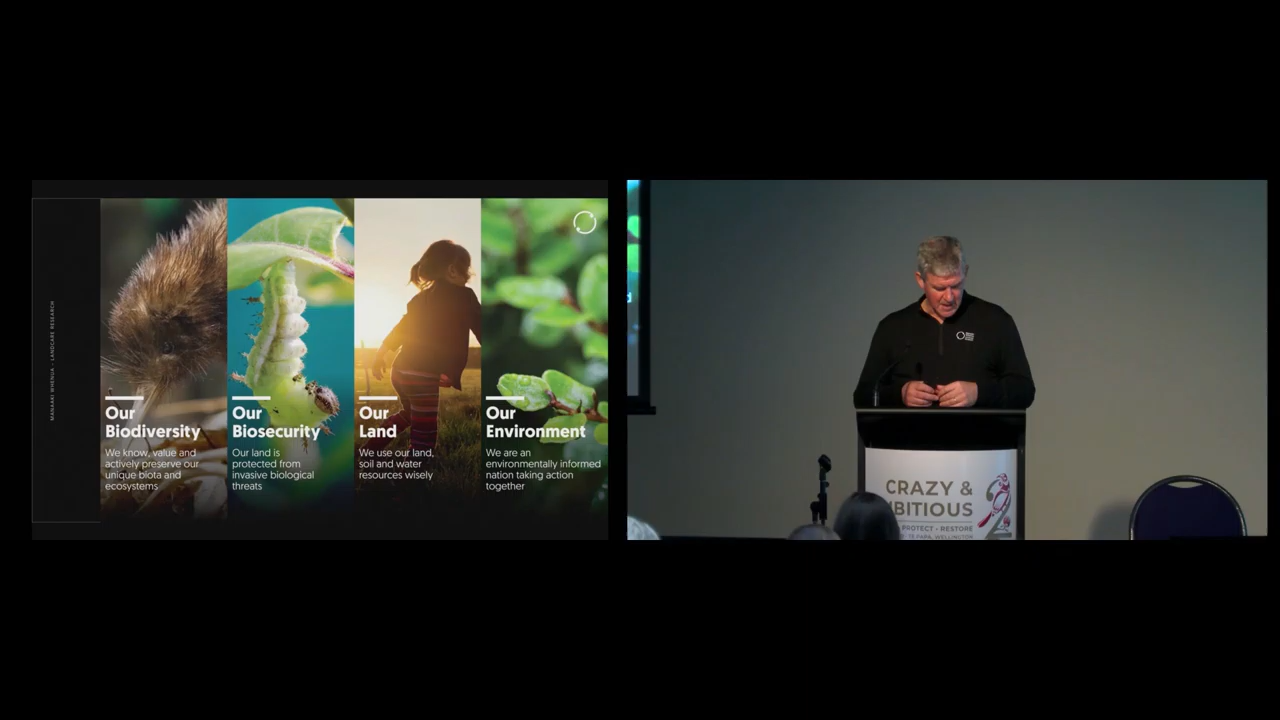 MANAAKI WHENUA – LANDCARE RESEARCH
Our
Biodiversity
We know, value and
actively preserve our
unique biota and
ecosystems
Our
Biosecurity
Our land is
protected from
invasive biological
threats
Our
Land
We use our land,
soil and water
resources wisely
Our
Environment
We are an
environmentally informed
nation taking action
together
CRAZY &
BITIOUS
2
PROTECT • RESTORE
TE PAPA, WELLINGTON